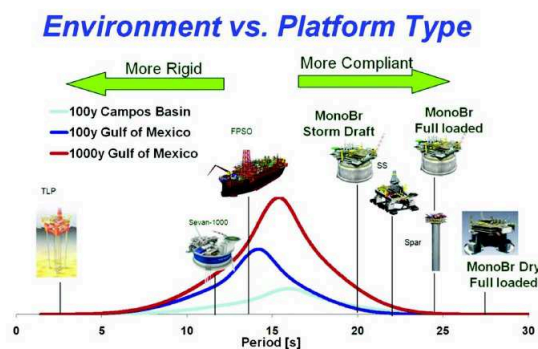 Environment vs. Platform Type
More Rigid
More Compliant
100y Campos Basin
100y Gulf of Mexico
1000y Gulf of Mexico
FPSO
MonoBr
Storm Draft
MonoBr
Full loaded
TLP
SS
Sevan-1000
Spar
MonoBr Dry
Full loaded
0 5 10 15 20 25 30
Period [s]